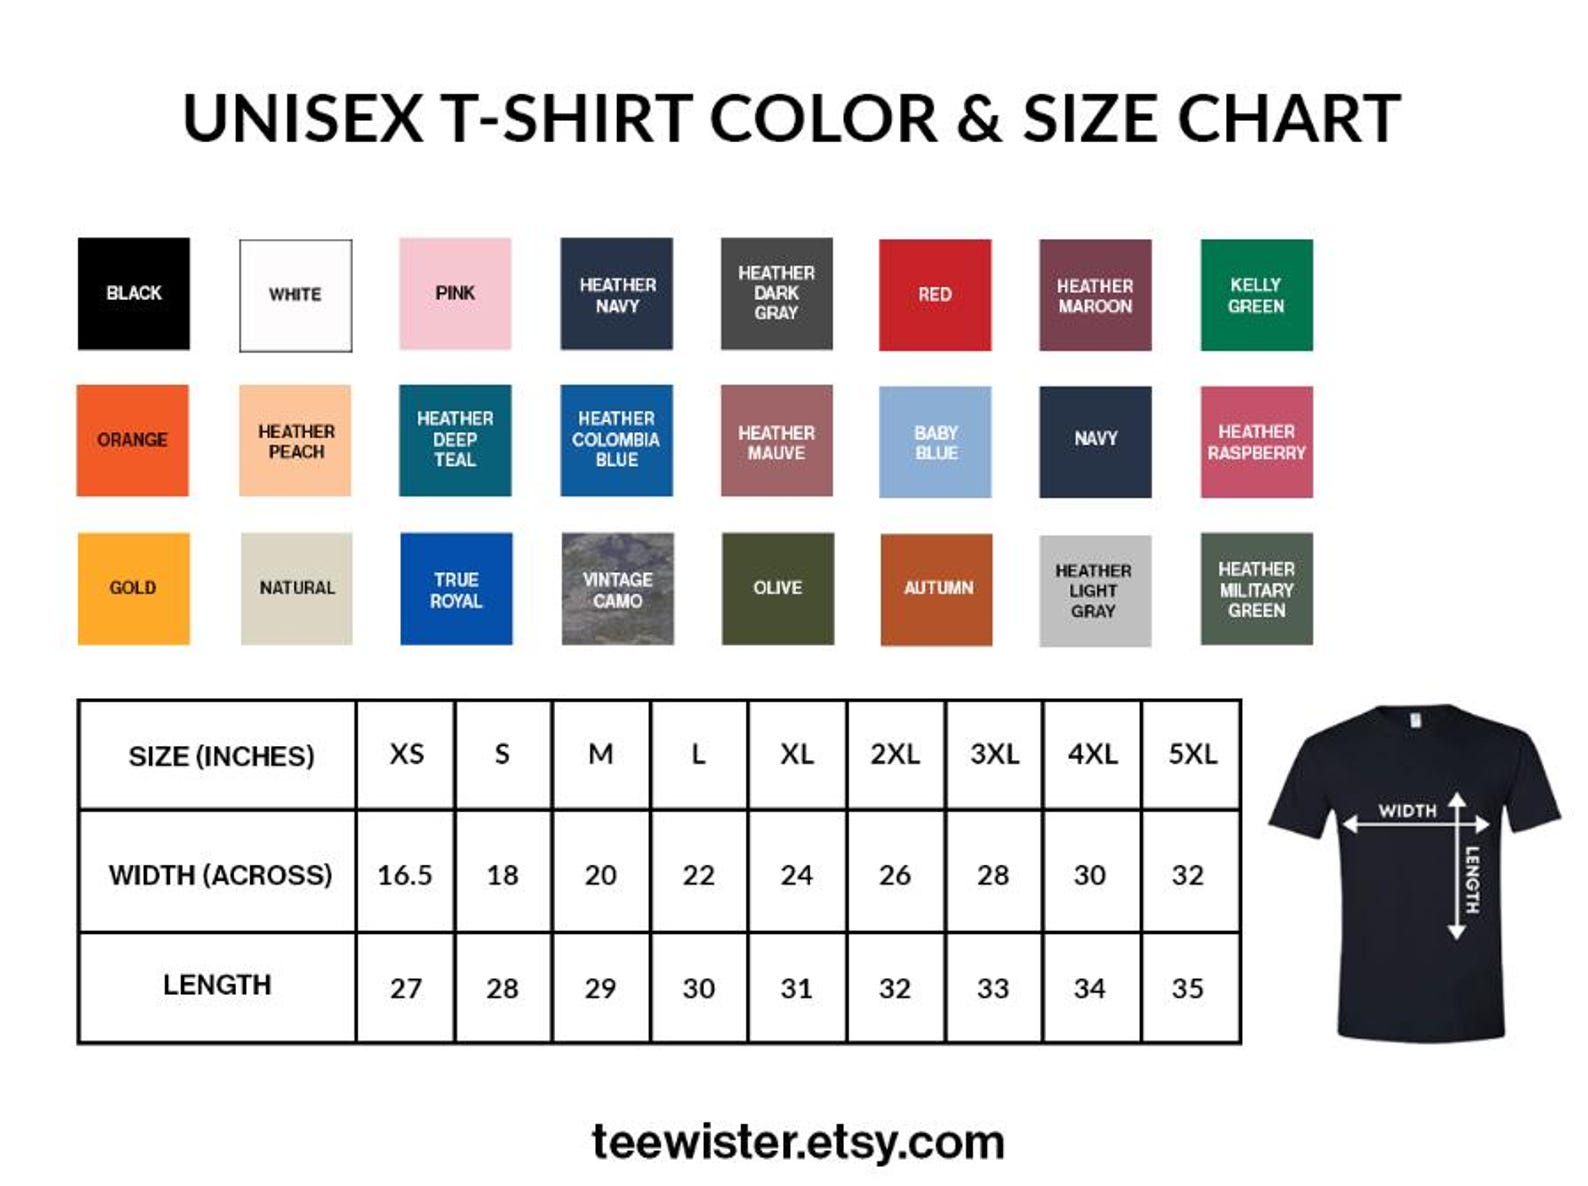 UNISEX T-SHIRT COLOR & SIZE CHART
BLACK
WHITE
PINK
HEATHER
NAVY
HEATHER
DARK
GRAY
RED
HEATHER
MAROON
KELLY
GREEN
ORANGE
HEATHER
PEACH
HEATHER
DEEP
TEAL
HEATHER
COLOMBIA
BLUE
HEATHER
MAUVE
BABY
BLUE
NAVY
HEATHER
RASPBERRY
GOLD
NATURAL
TRUE
ROYAL
VINTAGE
CAMO
OLIVE
AUTUMN
HEATHER
LIGHT
GRAY
HEATHER
MILITARY
GREEN
SIZE (INCHES) XS S M L XL 2XL 3XL 4XL 5XL
WIDTH (ACROSS) 16.5 18 20 22 24 26 28 30 32
LENGTH 27 28 29 30 31 32 33 34 35
WIDTH
LENGTH
teewister.etsy.com